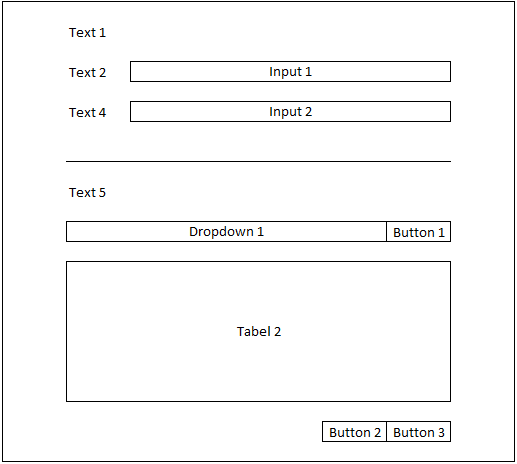 Text 1
Text 2 Input 1
Text 4 Input 2
Text 5
Dropdown 1 Button 1
Tabel 2
Button 2 Button 3